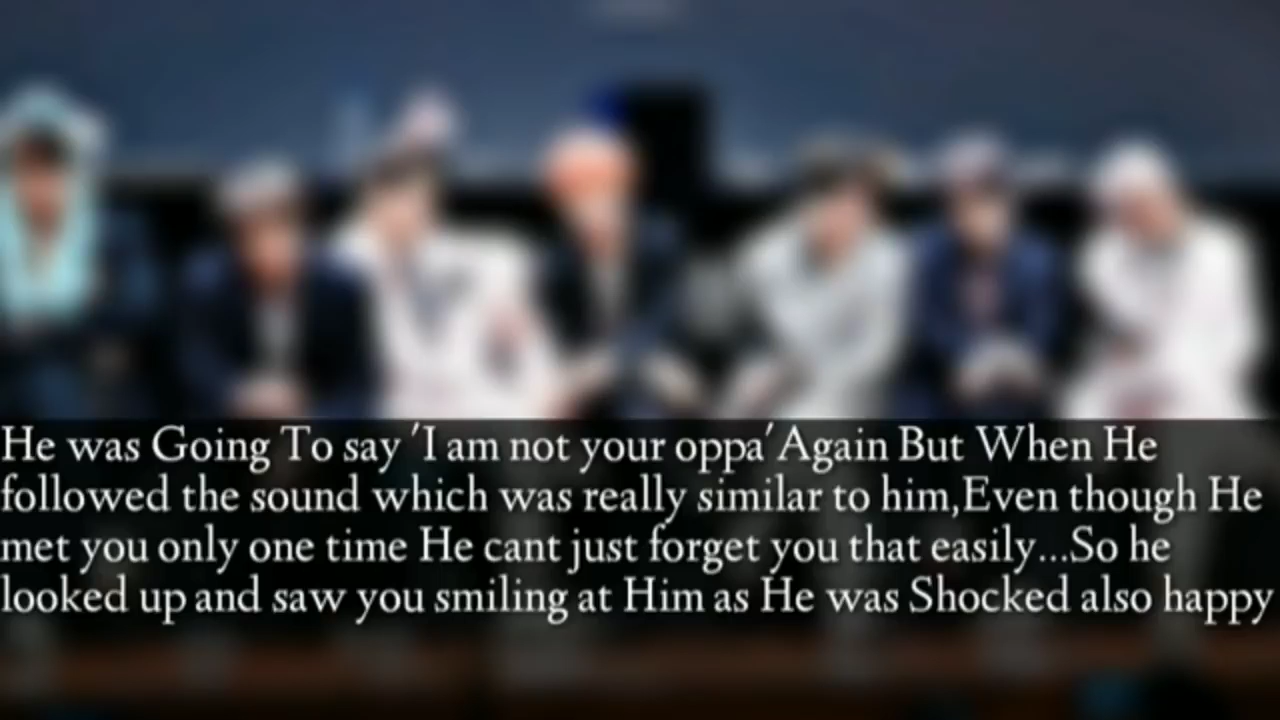 He was Going To say 'I am not your oppa'Again But When He
followed the sound which was really similar to him,Even though He
met you only one time He cant just forget you that easily...So he
looked up and saw you smiling at Him as He was Shocked also happy